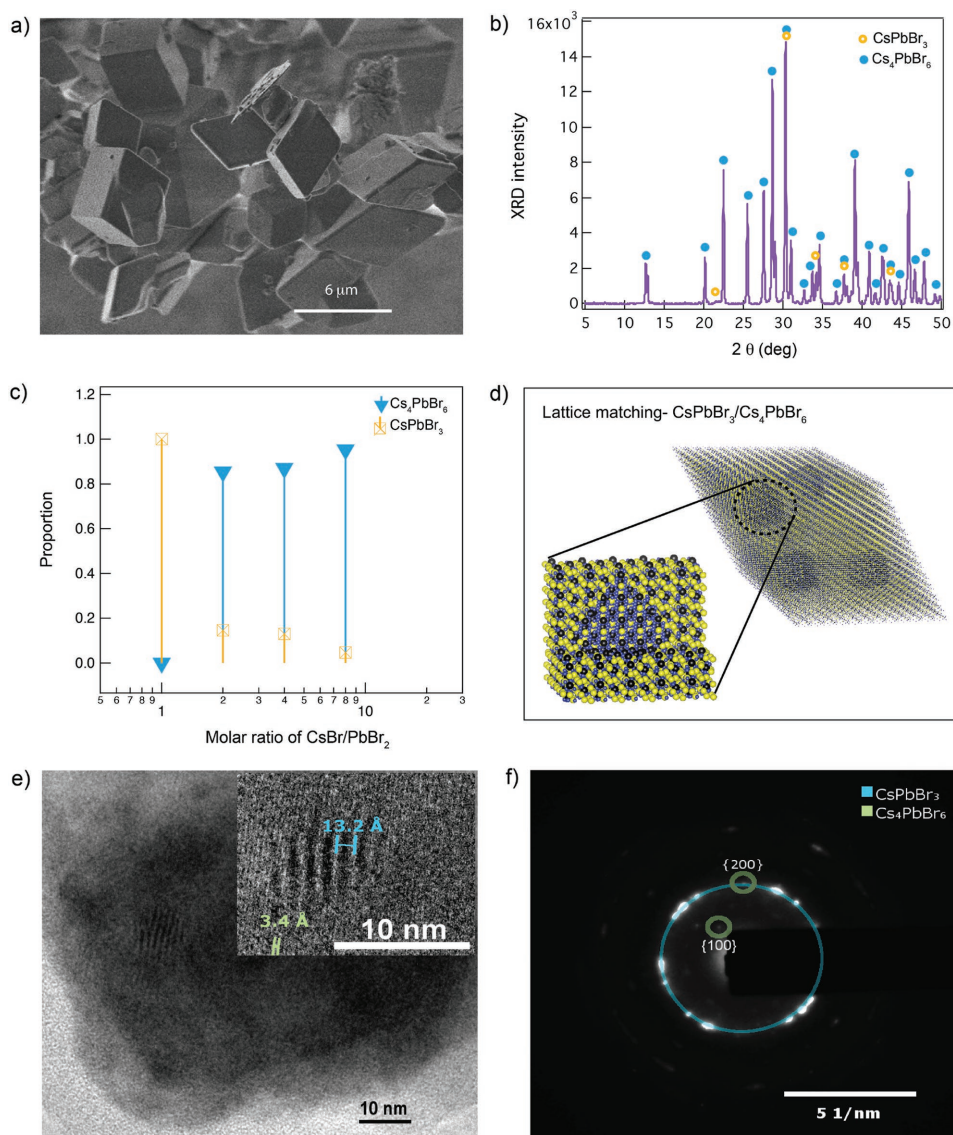 a)
6 μm
b)
16x10³
14
12
10
8
6
4
2
0
XRD intensity
5 10 15 20 25 30 36 40 45 50
2 θ (deg)
CsPbBr₃
Cs₄PbBr₆
c)
1.2
1.0
0.8
0.6
0.4
0.2
0.0
Proportion
5 6 7 8 9 1 2 3 4 5 6 7 8 9 10 2 3
Molar ratio of CsBr/PbBr₂
Cs₄PbBr₆
CsPbBr₃
d)
Lattice matching- CsPbBr₃/Cs₄PbBr₆
e)
13.2 Å
3.4 Å
10 nm
10 nm
f)
CsPbBr₃
Cs₄PbBr₆
{200}
{100}
5 1/nm